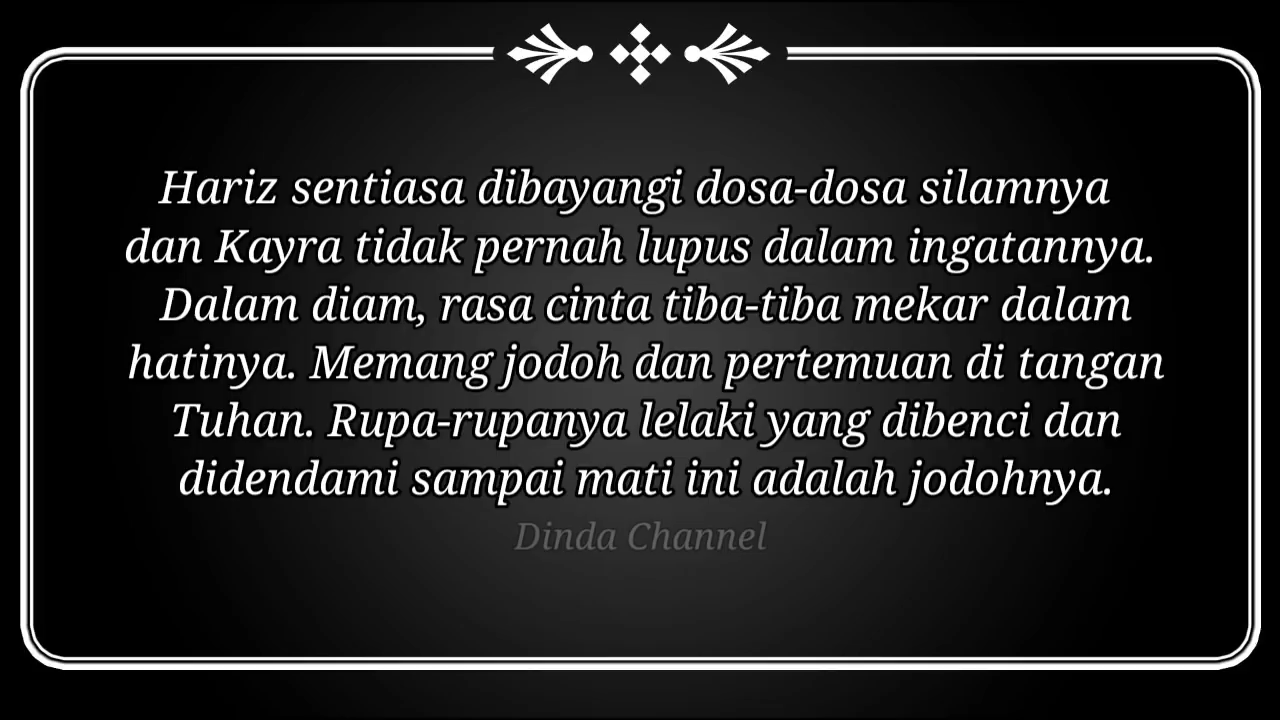 Hariz sentiasa dibayangi dosa-dosa silamnya
dan Kayra tidak pernah lupus dalam ingatannya.
Dalam diam, rasa cinta tiba-tiba mekar dalam
hatinya. Memang jodoh dan pertemuan di tangan
Tuhan. Rupa-rupanya lelaki yang dibenci dan
didendami sampai mati ini adalah jodohnya.
Dinda Channel